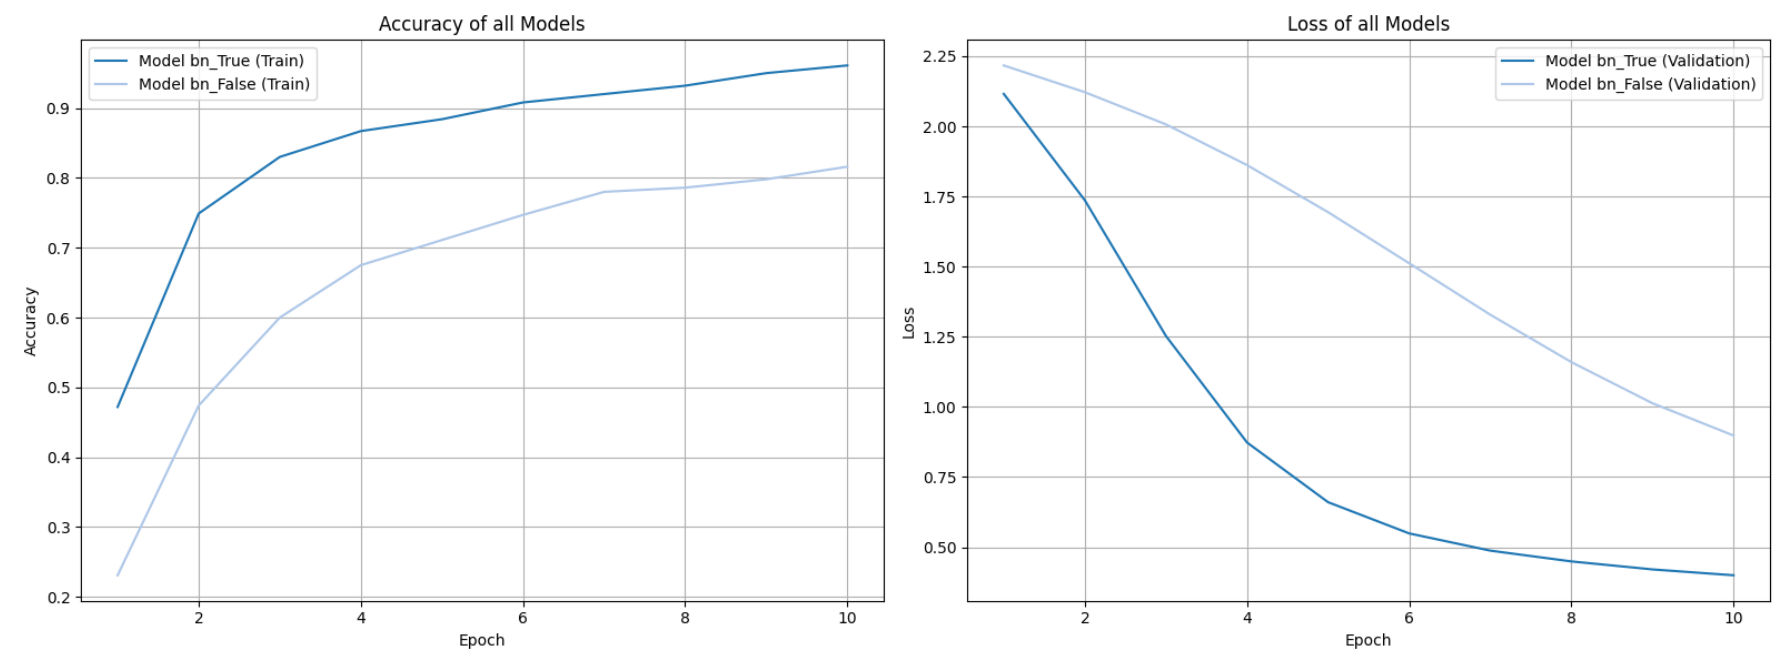 Accuracy of all Models
Model bn_True (Train)
Model bn_False (Train)
0.9
0.8
0.7
0.6
0.5
0.4
0.3
0.2
Accuracy
2
4
6
8
10
Epoch
Loss of all Models
Model bn_True (Validation)
Model bn_False (Validation)
2.25
2.00
1.75
1.50
1.25
1.00
0.75
0.50
Loss
2
4
6
8
10
Epoch